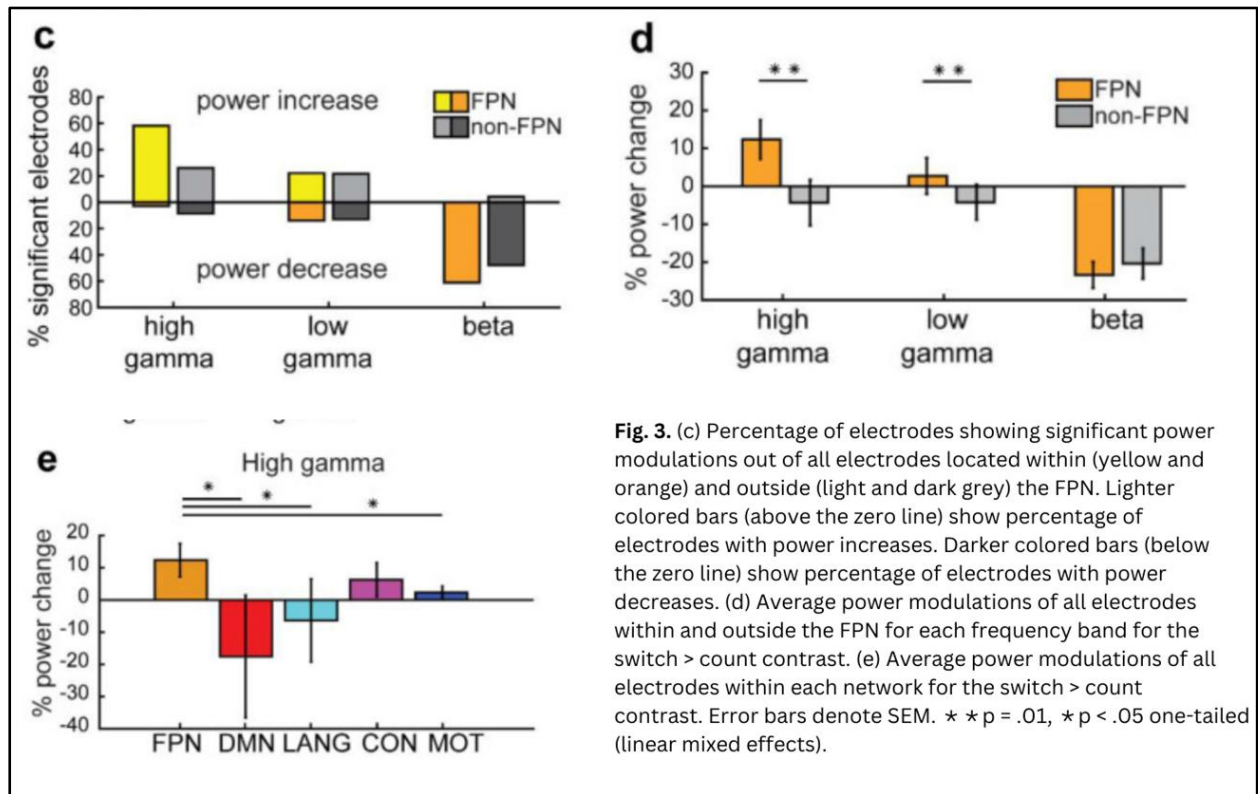 c
% significant electrodes
80
60
40
20
0
20
40
60
80
power increase
power decrease
FPN
non-FPN
high
gamma
low
gamma
beta
d
% power change
30
20
10
0
-10
-20
-30
* *
* *
FPN
non-FPN
high
gamma
low
gamma
beta
e
High gamma
% power change
20
10
0
-10
-20
-30
-40
*
*
*
FPN DMN LANG CON MOT
Fig. 3. (c) Percentage of electrodes showing significant power
modulations out of all electrodes located within (yellow and
orange) and outside (light and dark grey) the FPN. Lighter
colored bars (above the zero line) show percentage of
electrodes with power increases. Darker colored bars (below
the zero line) show percentage of electrodes with power
decreases. (d) Average power modulations of all electrodes
within and outside the FPN for each frequency band for the
switch > count contrast. (e) Average power modulations of all
electrodes within each network for the switch > count
contrast. Error bars denote SEM. * * p = .01, * p < .05 one-tailed
(linear mixed effects).